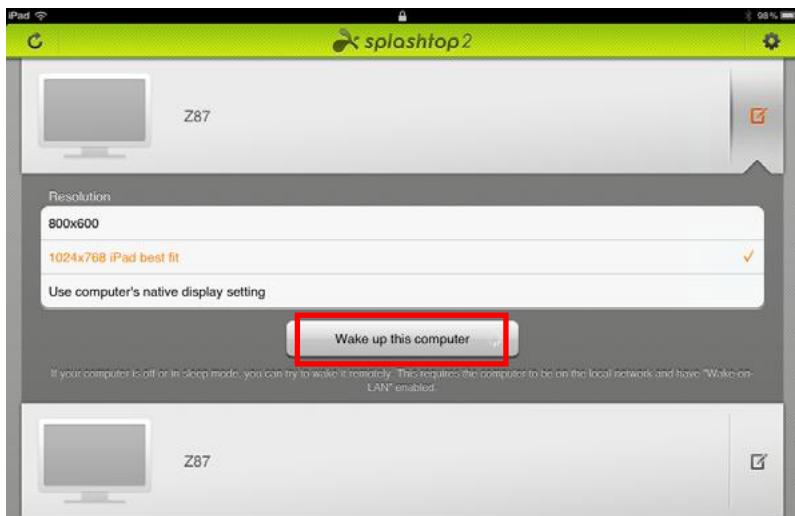 iPad 98%
splashtop2
Z87
Resolution
800x600
1024x768 iPad best fit
Use computer's native display setting
Wake up this computer
If your computer is off or in sleep mode, you can try to wake it remotely. This requires the computer to be on the local network and have "Wake-on-
LAN" enabled.
Z87